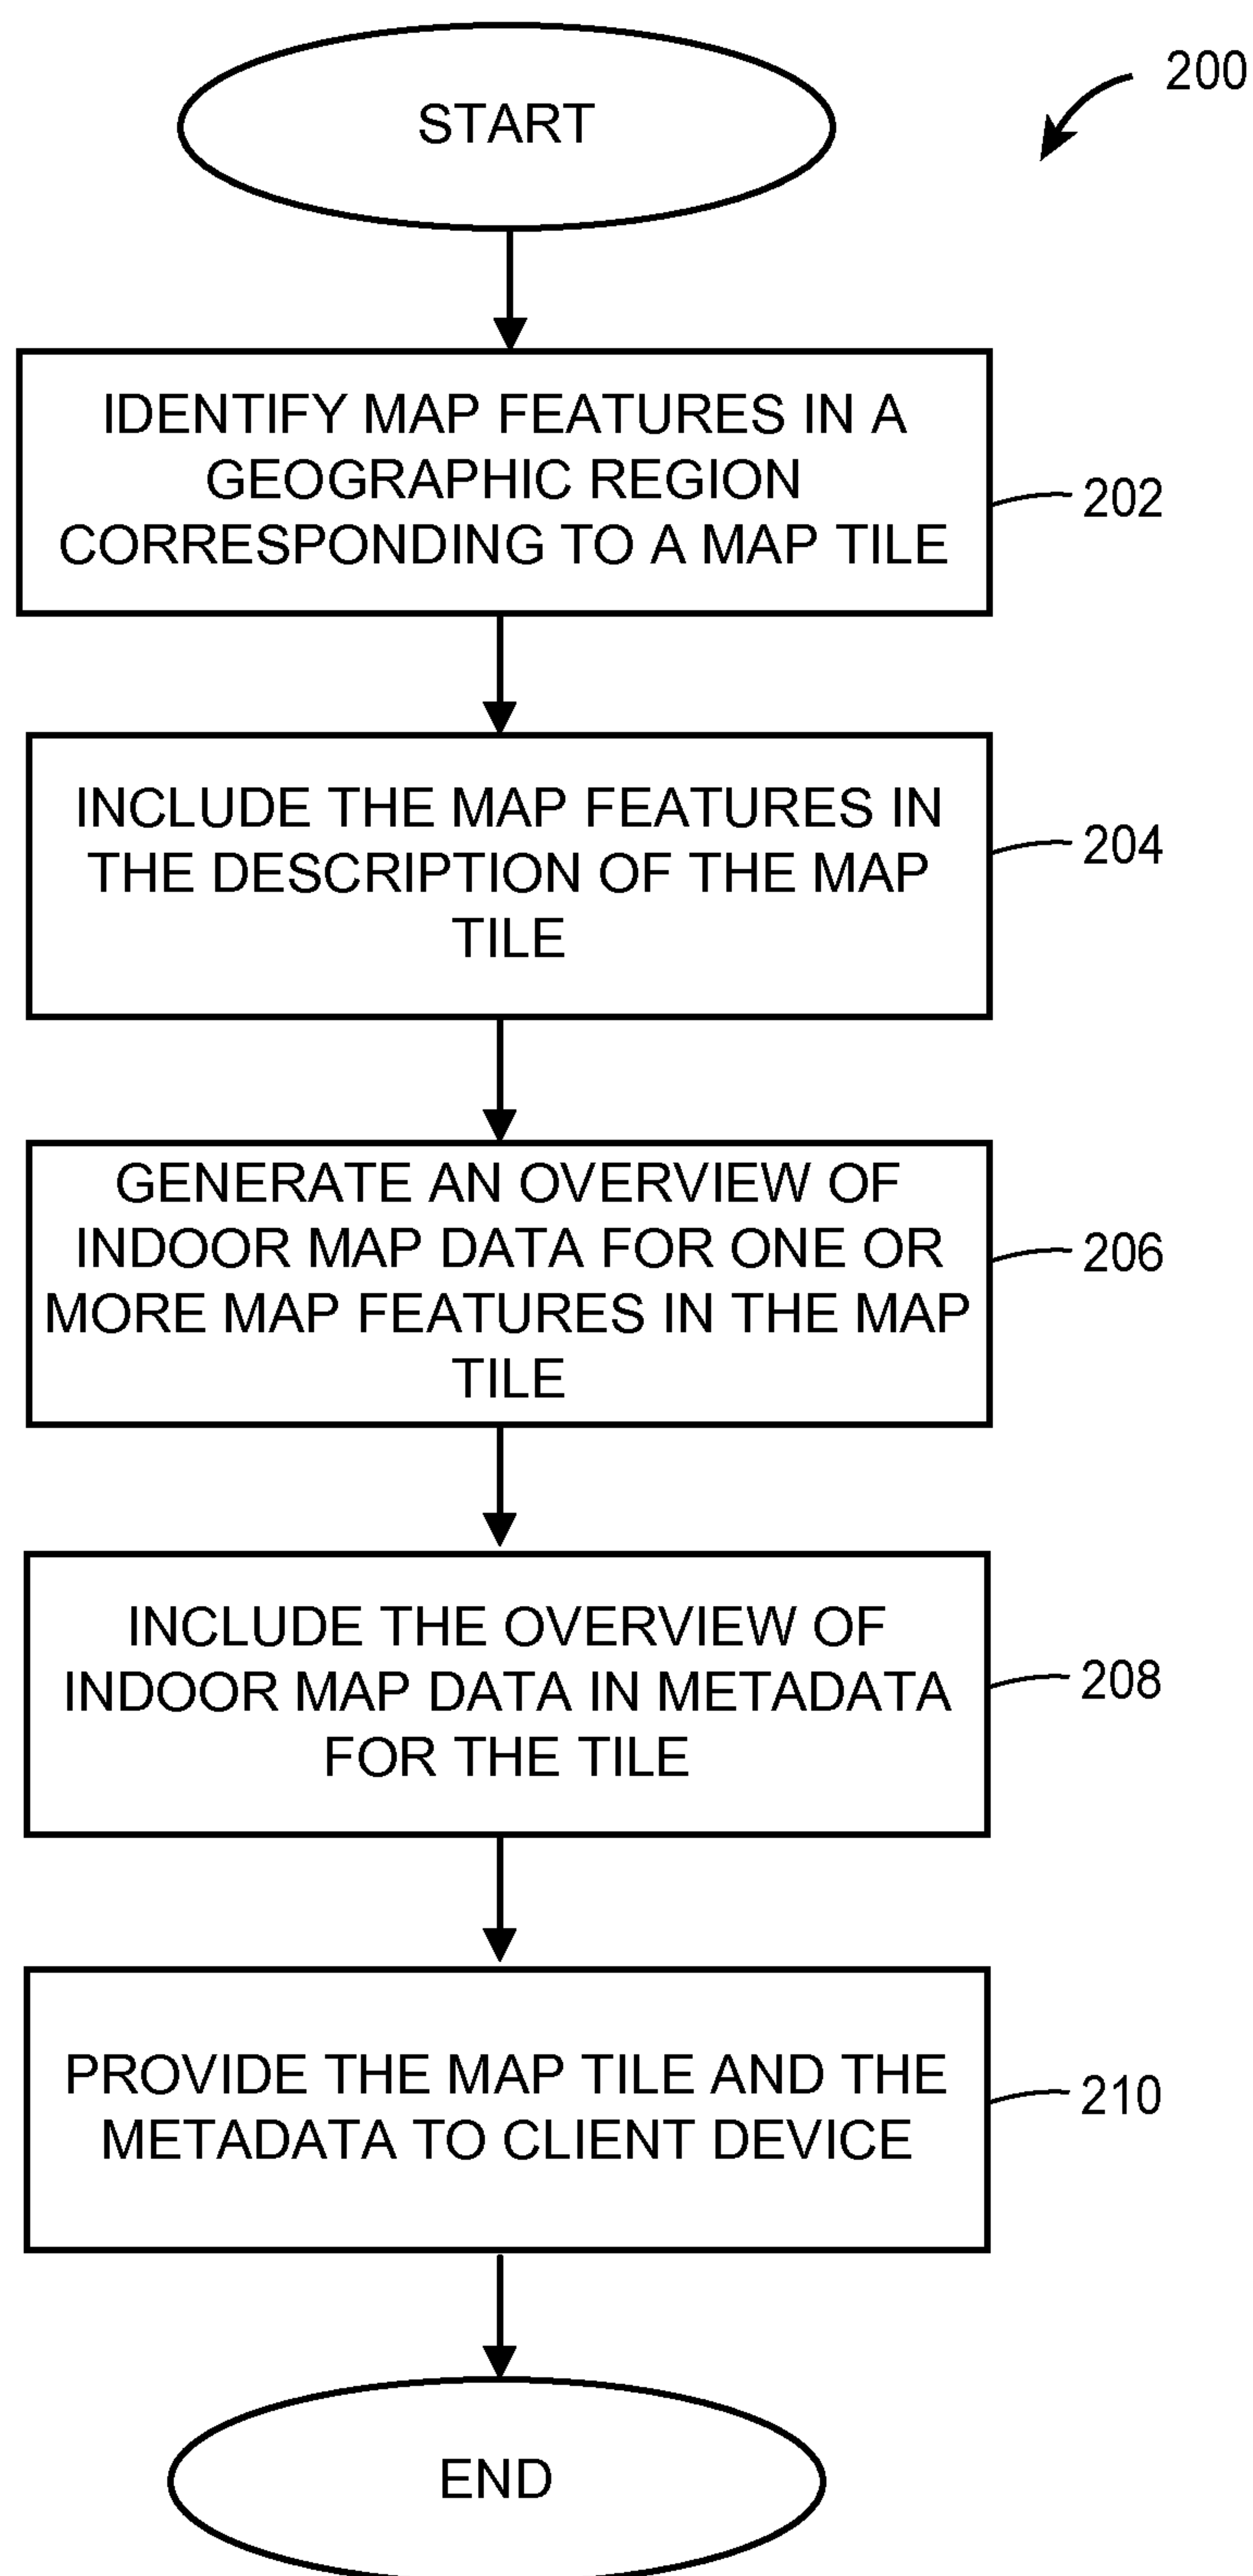 START
200
IDENTIFY MAP FEATURES IN A
GEOGRAPHIC REGION
CORRESPONDING TO A MAP TILE
202
INCLUDE THE MAP FEATURES IN
THE DESCRIPTION OF THE MAP
TILE
204
GENERATE AN OVERVIEW OF
INDOOR MAP DATA FOR ONE OR
MORE MAP FEATURES IN THE MAP
TILE
206
INCLUDE THE OVERVIEW OF
INDOOR MAP DATA IN METADATA
FOR THE TILE
208
PROVIDE THE MAP TILE AND THE
METADATA TO CLIENT DEVICE
210
END